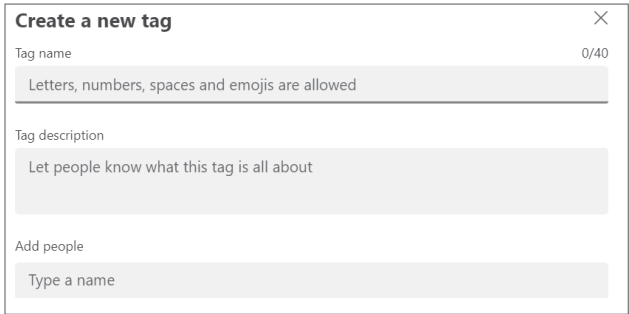 Create a new tag
Tag name 0/40
Letters, numbers, spaces and emojis are allowed
Tag description
Let people know what this tag is all about
Add people
Type a name